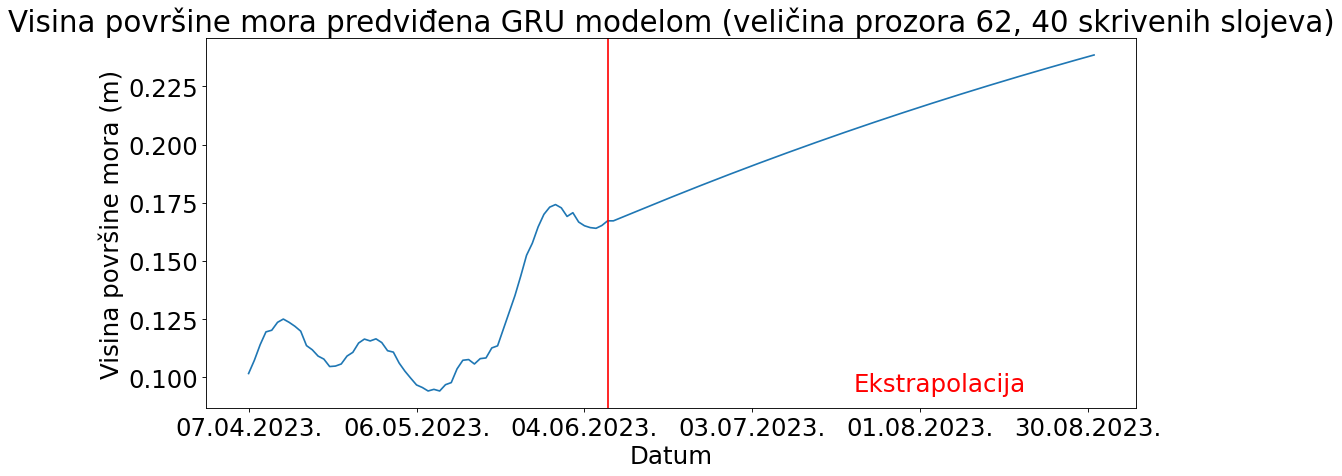 Visina površine mora predviđena GRU modelom (veličina prozora 62, 40 skrivenih slojeva)
Visina površine mora (m)
0.225
0.200
0.175
0.150
0.125
0.100
Ekstrapolacija
07.04.2023. 06.05.2023. 04.06.2023. 03.07.2023. 01.08.2023. 30.08.2023.
Datum